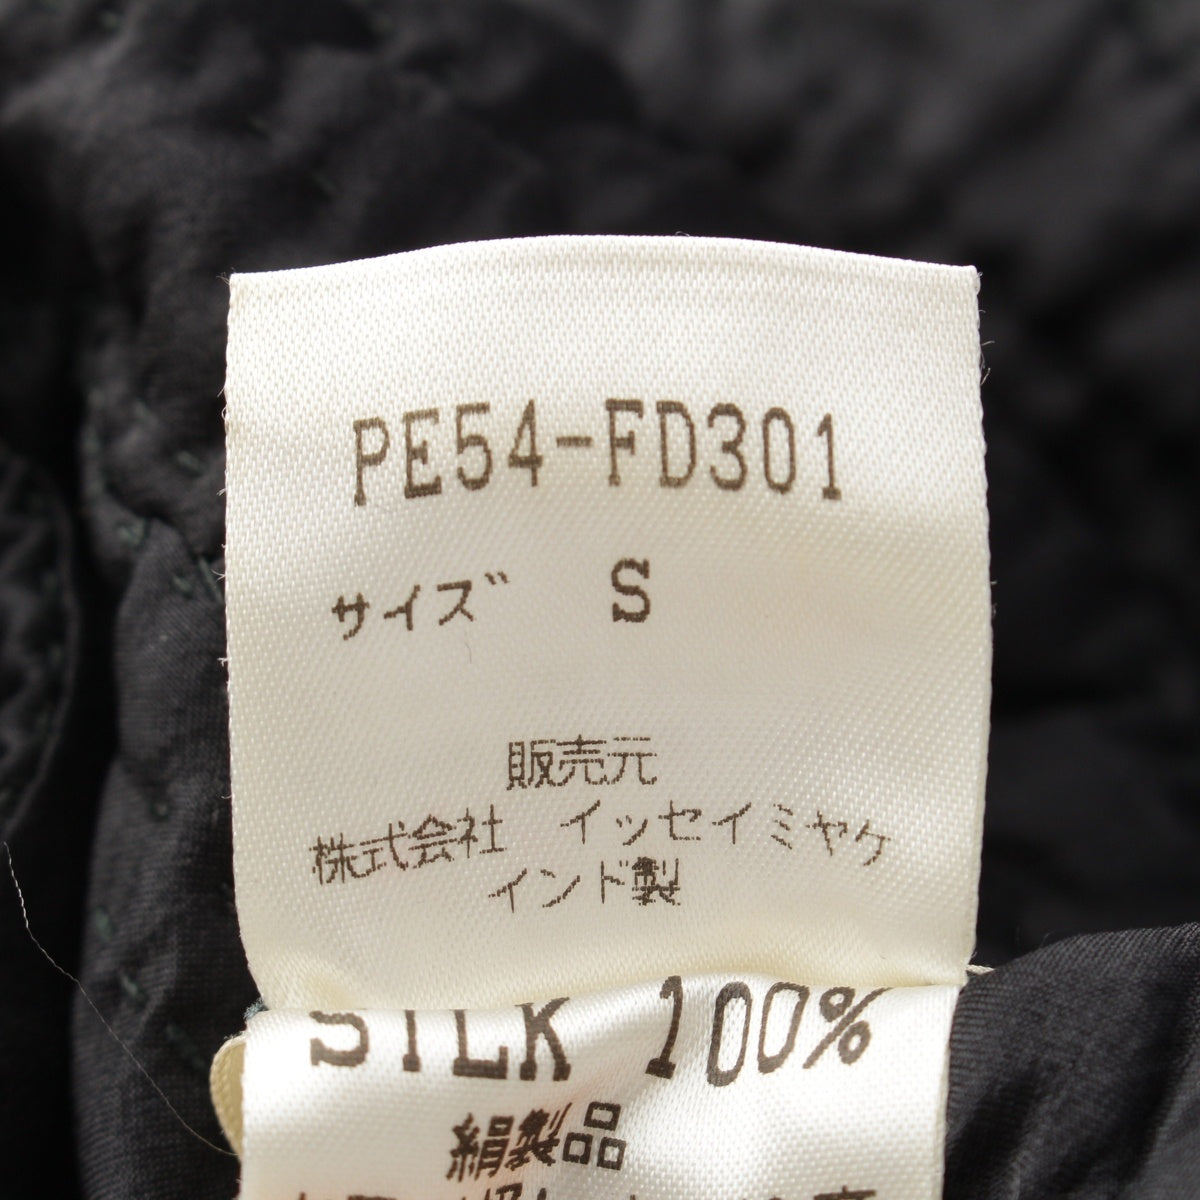 PE54-FD301
サイズ S
販売元
株式会社 イッセイミヤケ
インド製
SILK 100%
絹製品